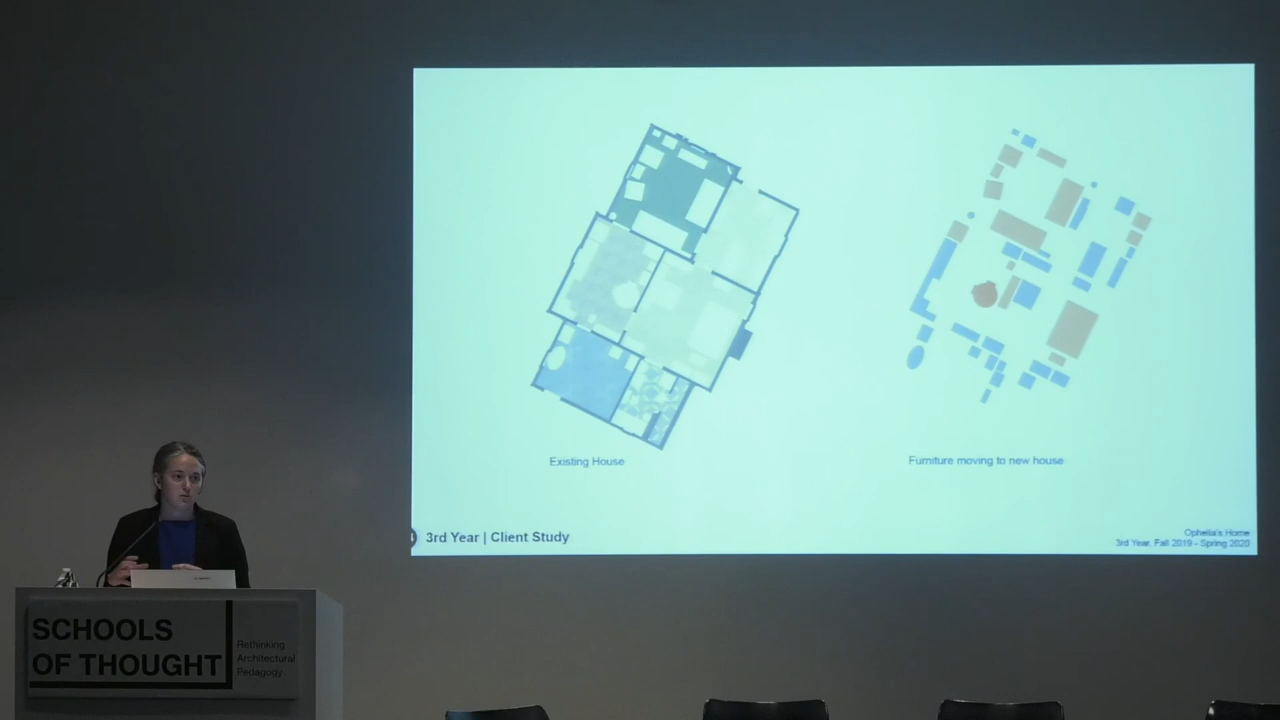 Existing House
Furniture moving to new house
3rd Year | Client Study
Ophelia's Home
3rd Year, Fall 2019 - Spring 2020
SCHOOLS
OF THOUGHT
Rethinking
Architectural
Pedagogy